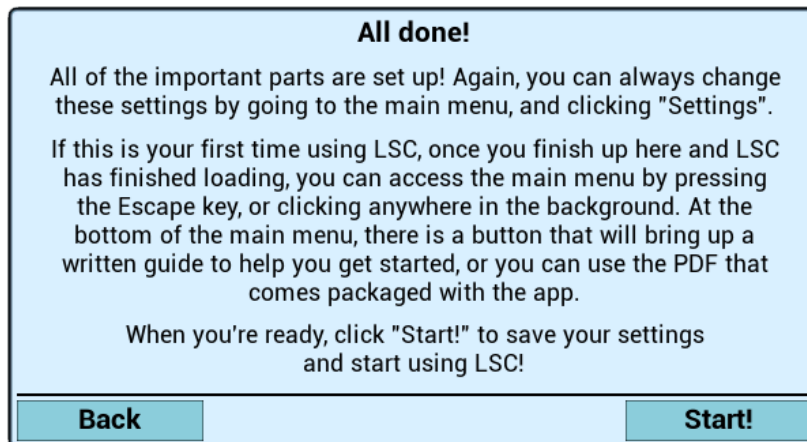 All done!
All of the important parts are set up! Again, you can always change
these settings by going to the main menu, and clicking "Settings".
If this is your first time using LSC, once you finish up here and LSC
has finished loading, you can access the main menu by pressing
the Escape key, or clicking anywhere in the background. At the
bottom of the main menu, there is a button that will bring up a
written guide to help you get started, or you can use the PDF that
comes packaged with the app.
When you're ready, click "Start!" to save your settings
and start using LSC!
Back
Start!